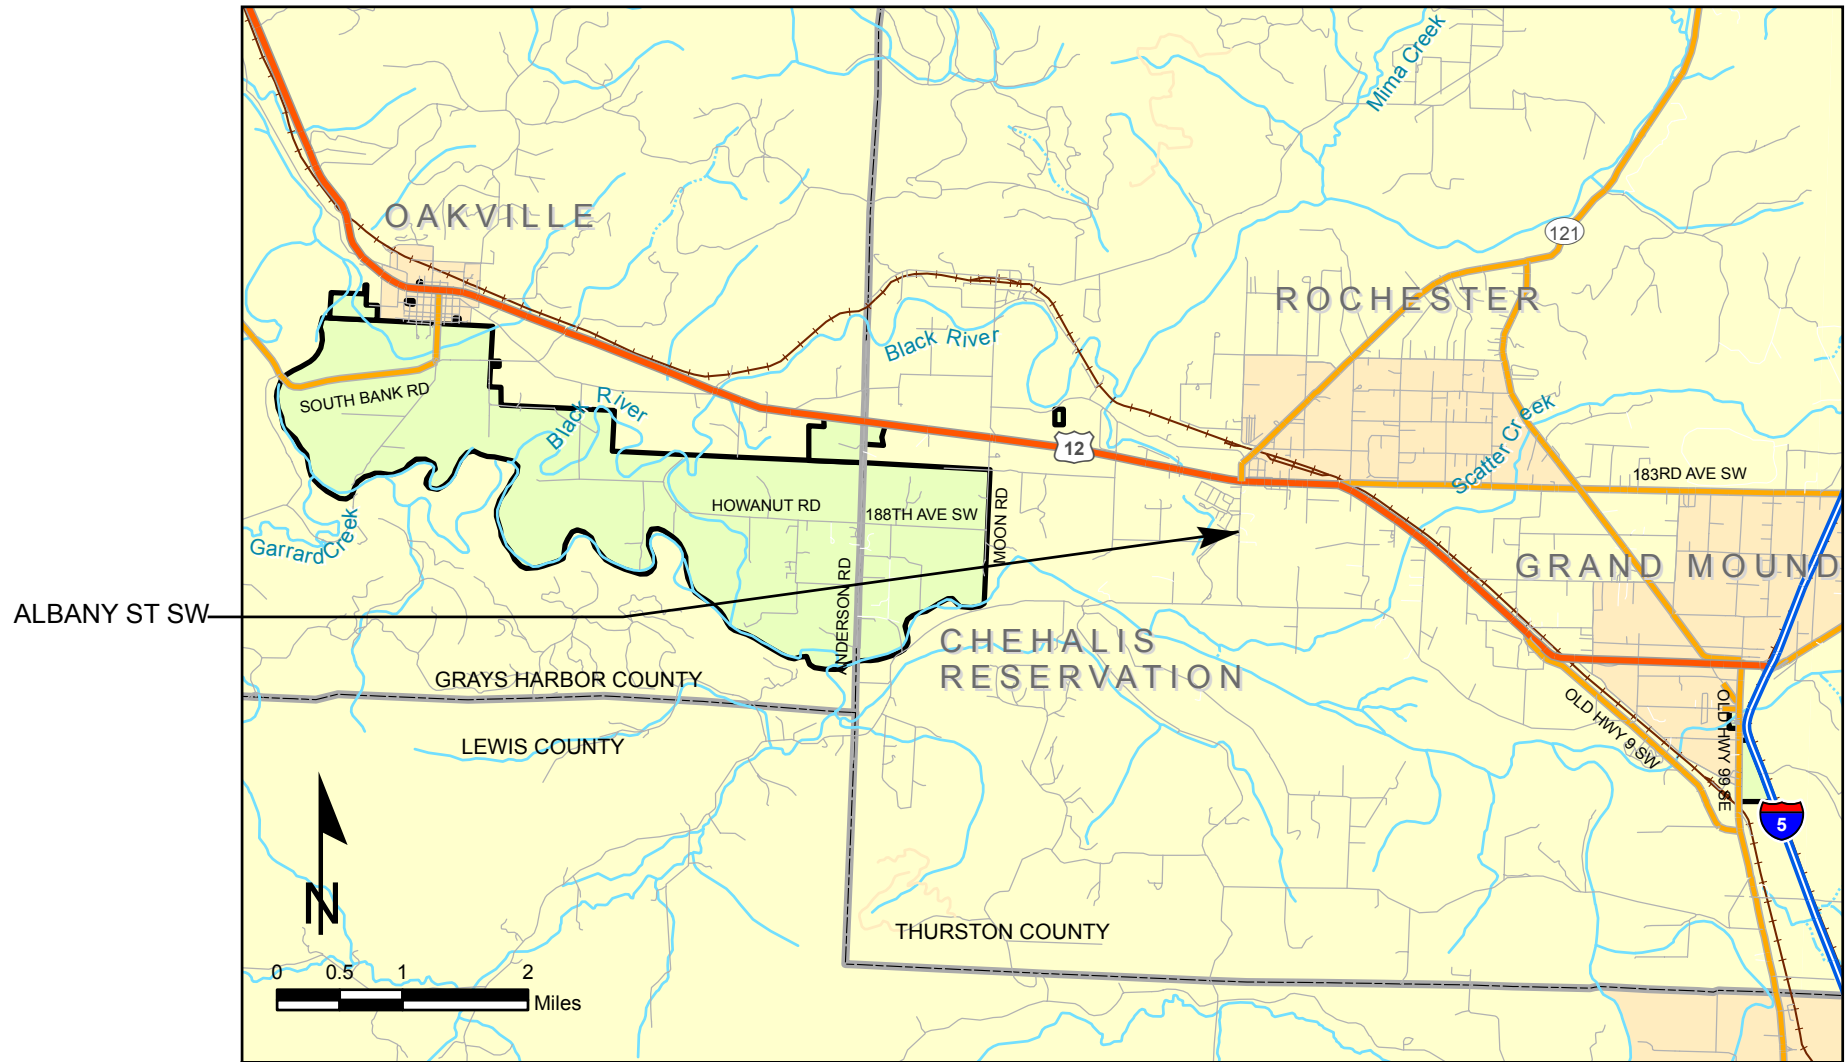 Mima Creek
OAKVILLE
121
ROCHESTER
Black River
SOUTH BANK RD
Black River
12
Scatter Creek
183RD AVE SW
HOWANUT RD
188TH AVE SW
MOON RD
Garrard Creek
GRAND MOUND
ANDERSON RD
ALBANY ST SW
CHEHALIS
RESERVATION
GRAYS HARBOR COUNTY
OLD HWY 9 SW
OLD HWY 99 SE
LEWIS COUNTY
5
N
THURSTON COUNTY
0 0.5 1 2
Miles